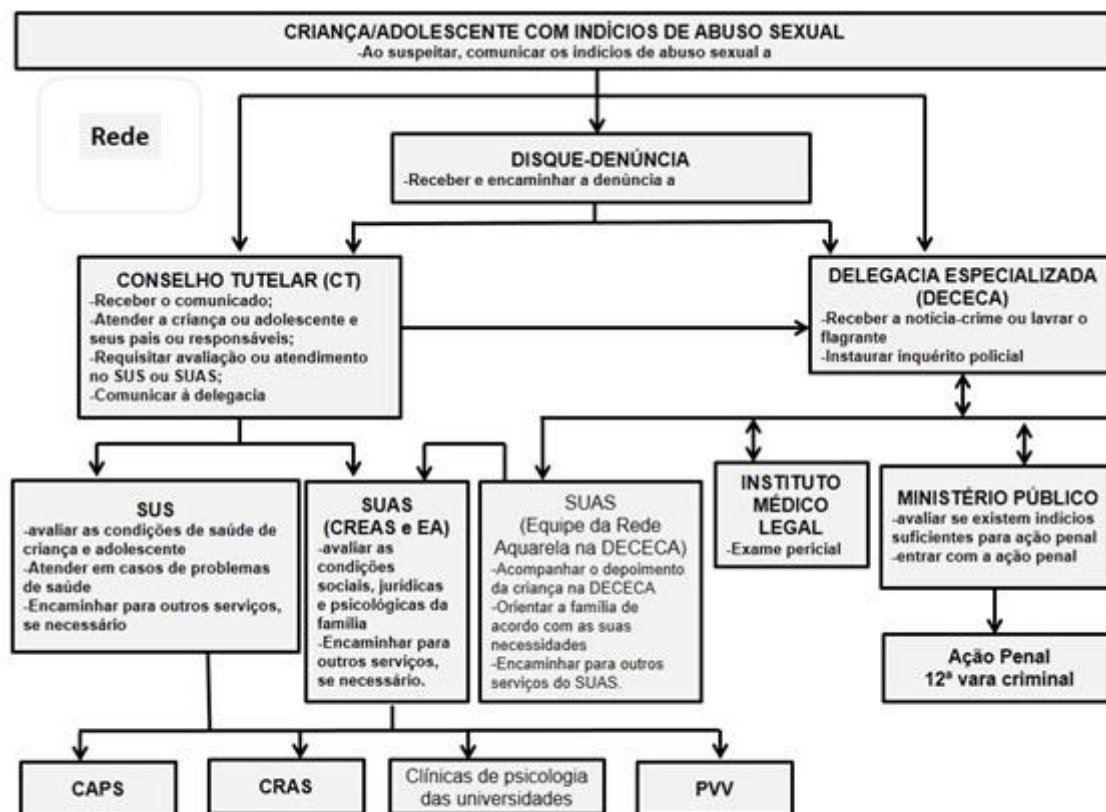 CRIANÇA/ADOLESCENTE COM INDÍCIOS DE ABUSO SEXUAL
-Ao suspeitar, comunicar os indícios de abuso sexual a
Rede
DISQUE-DENÚNCIA
-Receber e encaminhar a denúncia a
CONSELHO TUTELAR (CT)
-Receber o comunicado;
-Atender a criança ou adolescente e
seus pais ou responsáveis;
-Requisitar avaliação ou atendimento
no SUS ou SUAS;
-Comunicar à delegacia
DELEGACIA ESPECIALIZADA
(DECECA)
-Receber a notícia-crime ou lavrar o
flagrante
-Instaurar inquérito policial
SUS
-avaliar as condições de saúde de
criança e adolescente
-Atender em casos de problemas
de saúde
-Encaminhar para outros serviços,
se necessário
SUAS
(CREAS e EA)
-avaliar as
condições
sociais, jurídicas
e psicológicas da
família
-Encaminhar para
outros serviços,
se necessário.
SUAS
(Equipe da Rede
Aquarela na DECECA)
-Acompanhar o depoimento
da criança na DECECA
-Orientar a família de
acordo com as suas
necessidades
-Encaminhar para outros
serviços do SUAS.
INSTITUTO
MÉDICO
LEGAL
-Exame pericial
MINISTÉRIO PÚBLICO
-avaliar se existem indícios
suficientes para ação penal
-entrar com a ação penal
Ação Penal
12ª vara criminal
CAPS
CRAS
Clínicas de psicologia
das universidades
PVV